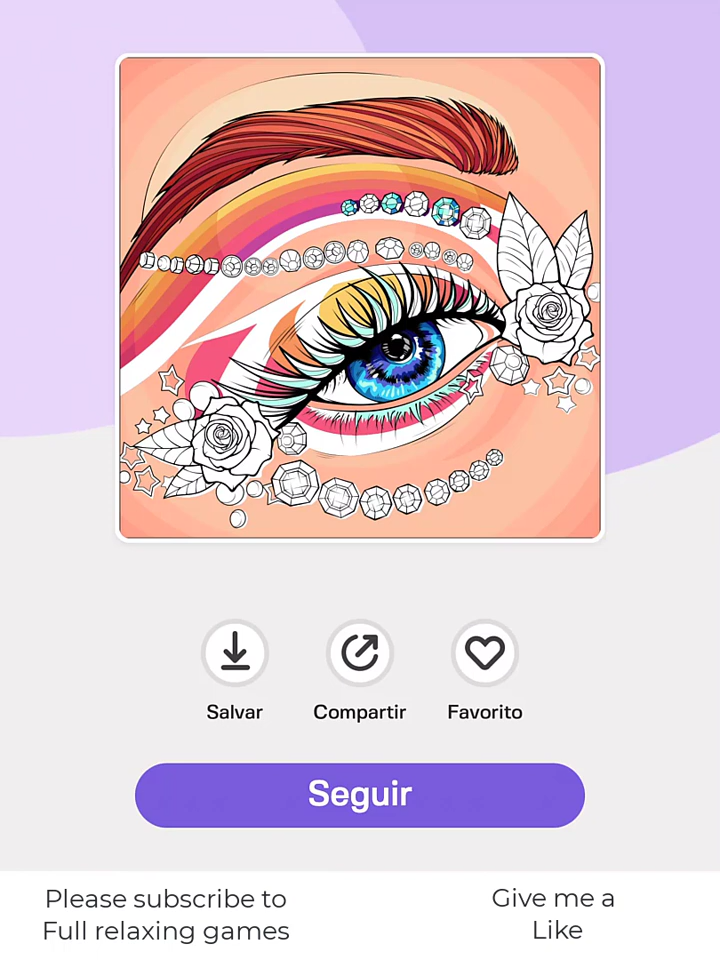 Salvar
Compartir
Favorito
Seguir
Please subscribe to
Full relaxing games
Give me a
Like